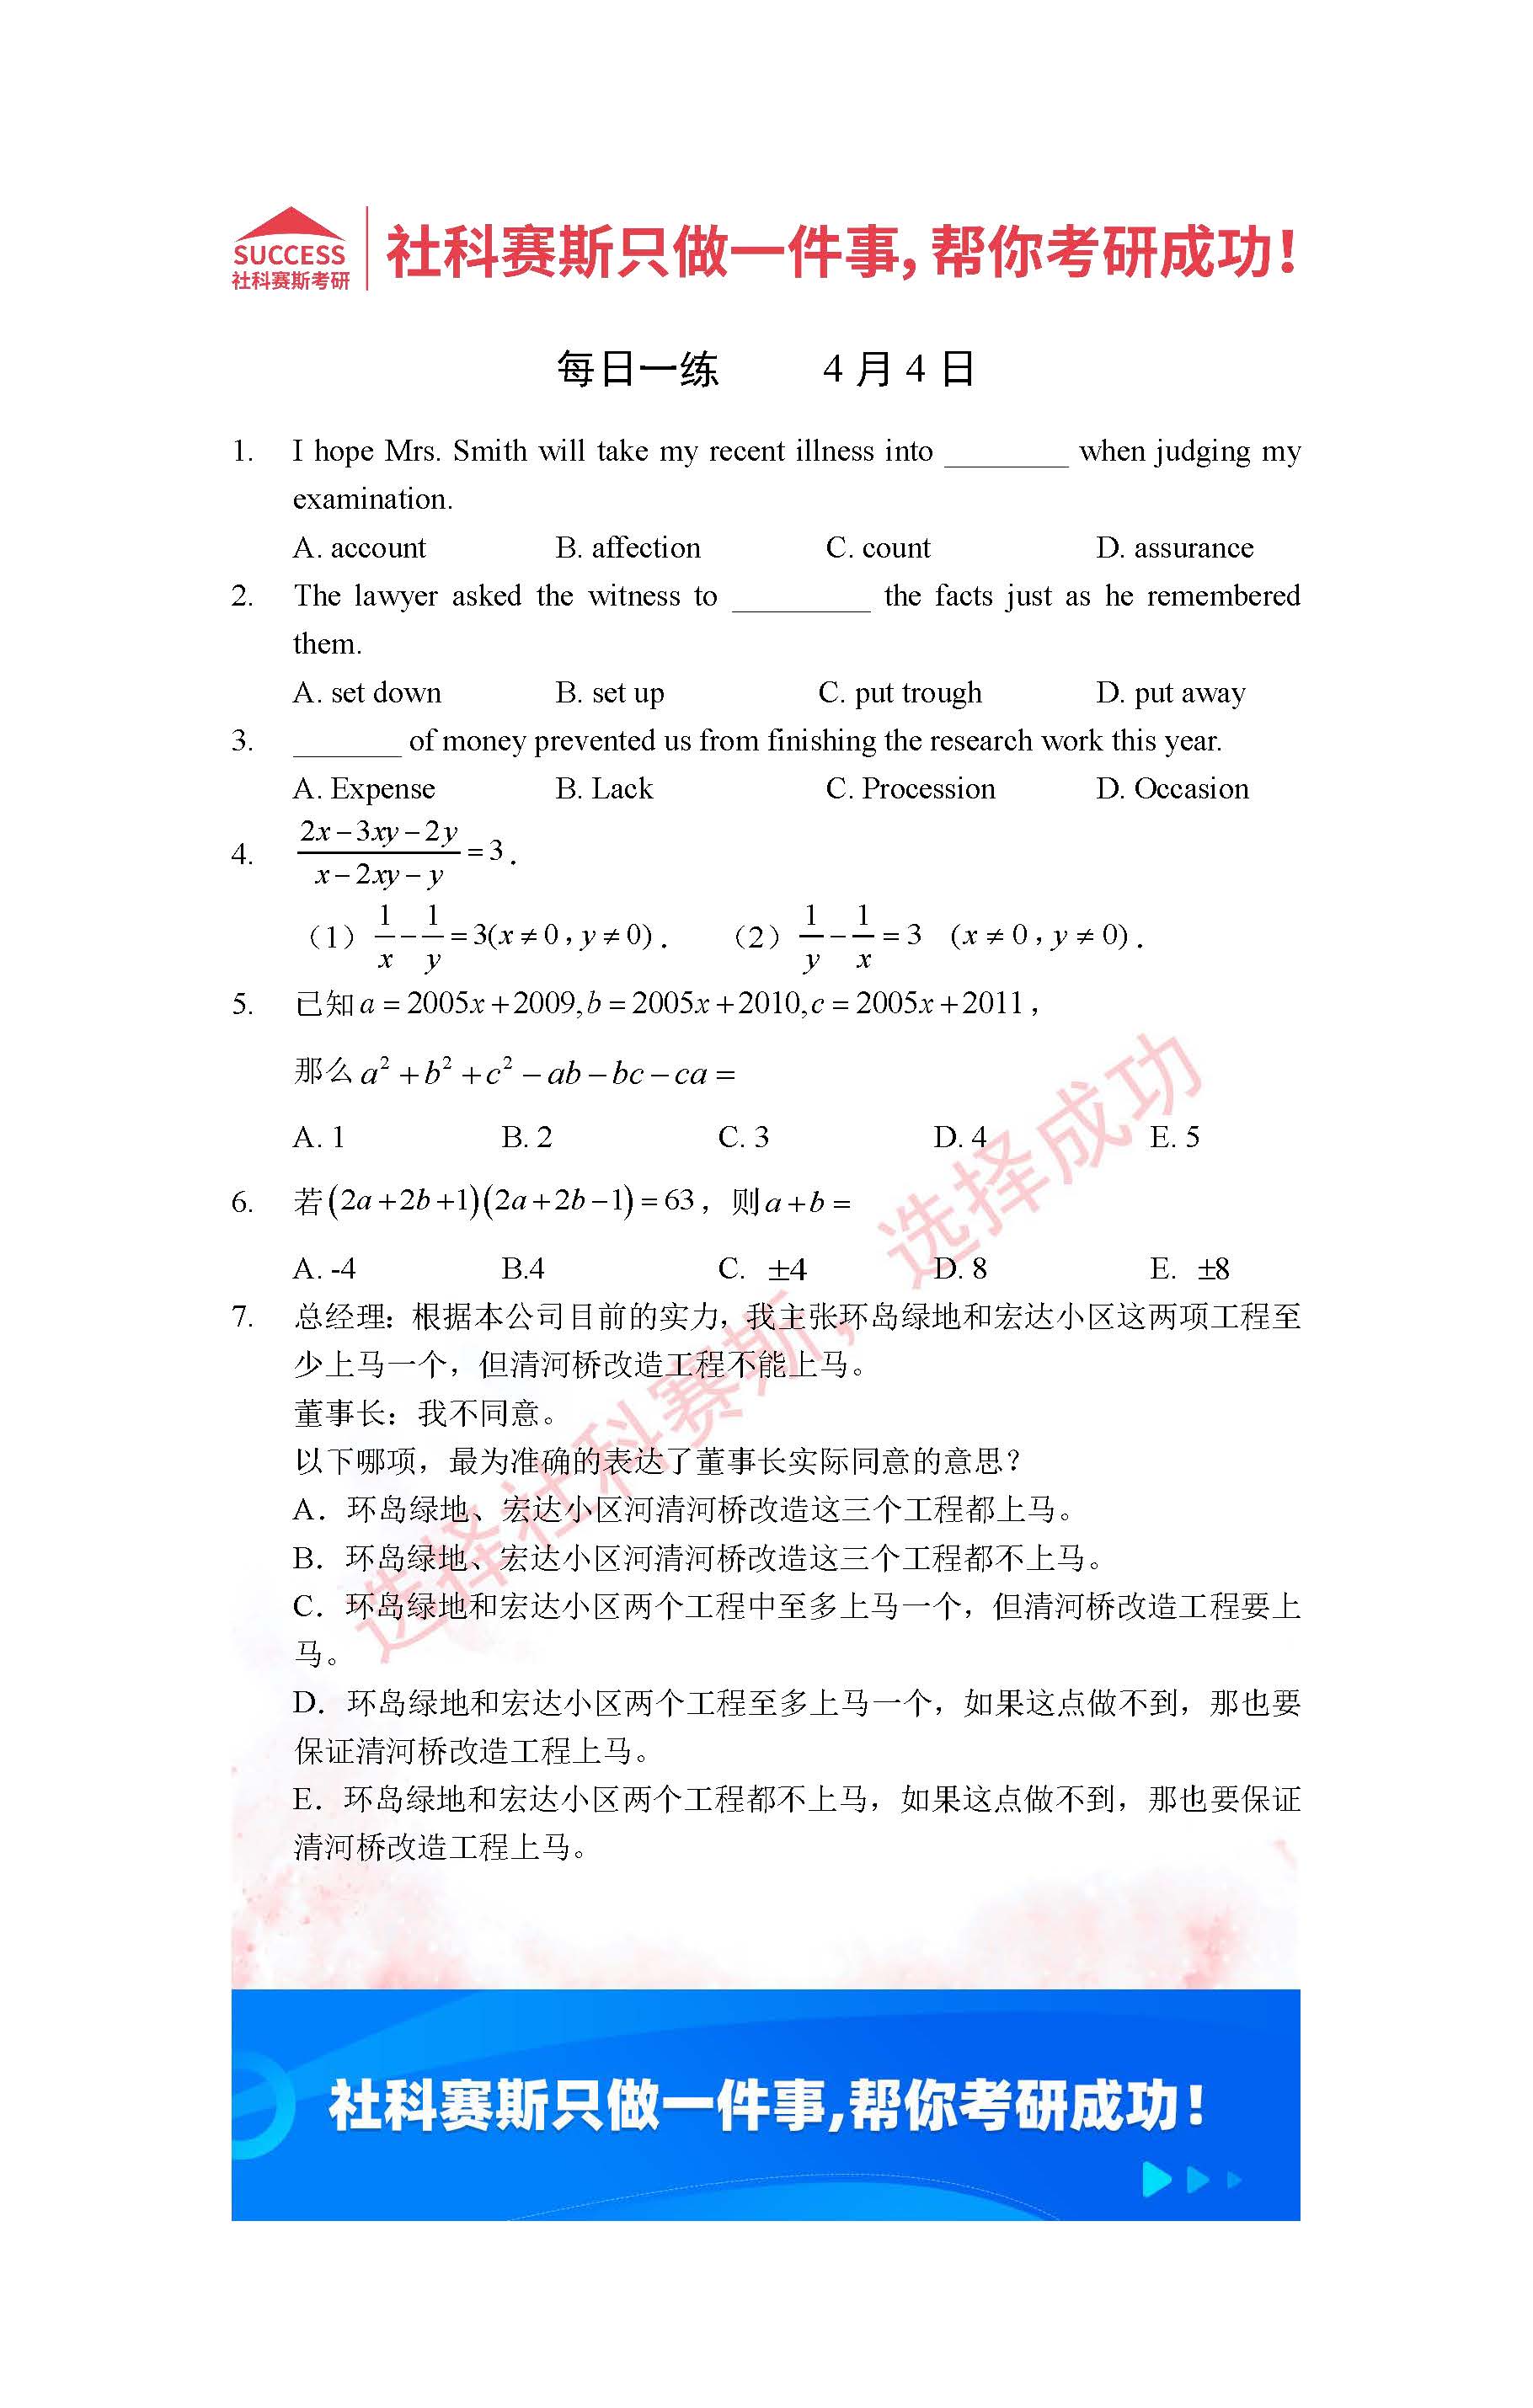 SUCCESS
社科赛斯考研
社科赛斯只做一件事，帮你考研成功！
每日一练 4月4日
1. I hope Mrs. Smith will take my recent illness into ________ when judging my
examination.
A. account B. affection C. count D. assurance
2. The lawyer asked the witness to _________ the facts just as he remembered
them.
A. set down B. set up C. put trough D. put away
3. _______ of money prevented us from finishing the research work this year.
A. Expense B. Lack C. Procession D. Occasion
4. (2x−3xy−2y)/(x−2xy−y)=3.
（1）1/x−1/y=3(x≠0，y≠0). （2）1/y−1/x=3 (x≠0，y≠0).
5. 已知a=2005x+2009,b=2005x+2010,c=2005x+2011，
那么a²+b²+c²−ab−bc−ca=
A. 1 B. 2 C. 3 D. 4 E. 5
6. 若(2a+2b+1)(2a+2b−1)=63，则a+b=
A. -4 B.4 C. ±4 D. 8 E. ±8
7. 总经理：根据本公司目前的实力，我主张环岛绿地和宏达小区这两项工程至
少上马一个，但清河桥改造工程不能上马。
董事长：我不同意。
以下哪项，最为准确的表达了董事长实际同意的意思？
A．环岛绿地、宏达小区河清河桥改造这三个工程都上马。
B．环岛绿地、宏达小区河清河桥改造这三个工程都不上马。
C．环岛绿地和宏达小区两个工程中至多上马一个，但清河桥改造工程要上
马。
D．环岛绿地和宏达小区两个工程至多上马一个，如果这点做不到，那也要
保证清河桥改造工程上马。
E．环岛绿地和宏达小区两个工程都不上马，如果这点做不到，那也要保证
清河桥改造工程上马。
选择社科赛斯，选择成功
社科赛斯只做一件事,帮你考研成功！